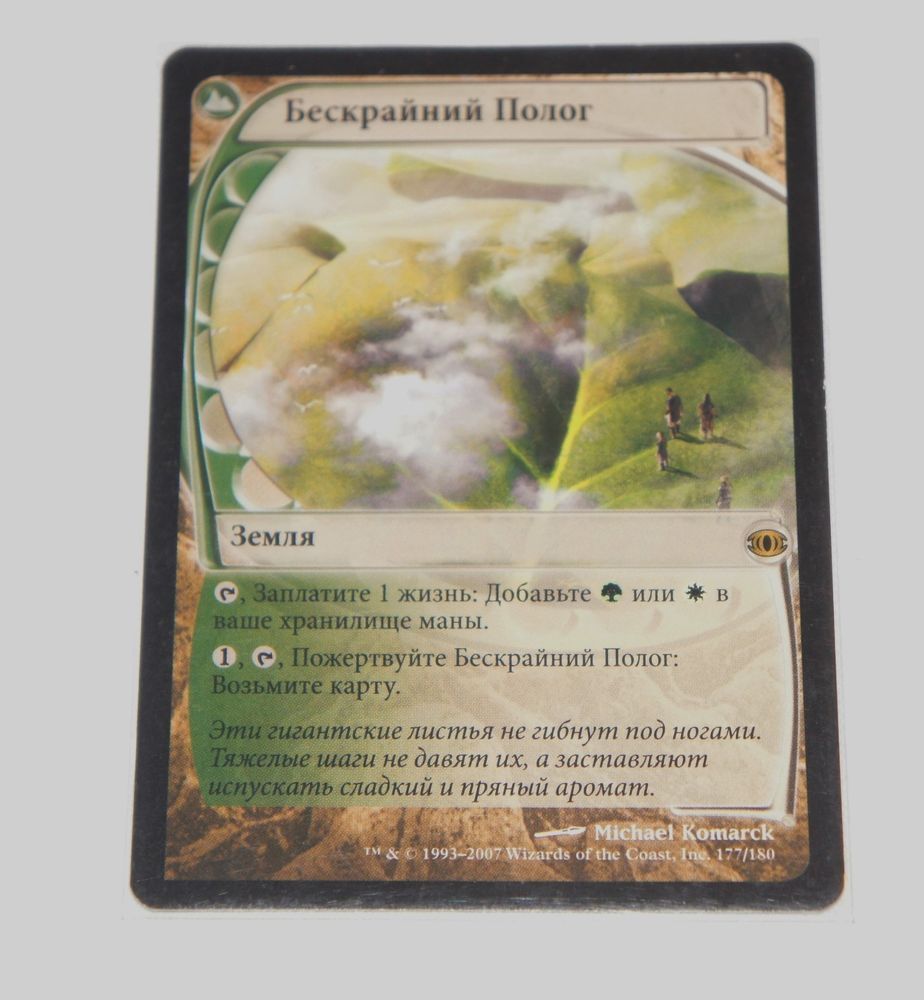 Бескрайний Полог
Земля
, Заплатите 1 жизнь: Добавьте или в
ваше хранилище маны.
1, , Пожертвуйте Бескрайний Полог:
Возьмите карту.
Эти гигантские листья не гибнут под ногами.
Тяжелые шаги не давят их, а заставляют
испускать сладкий и пряный аромат.
Michael Komarck
™ & © 1993–2007 Wizards of the Coast, Inc. 177/180